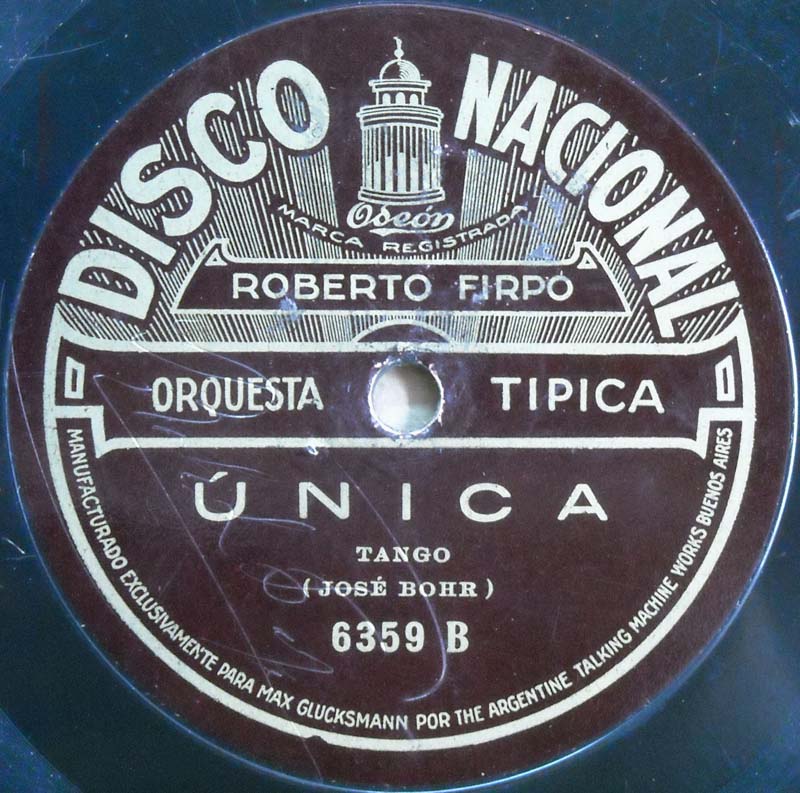 DISCO NACIONAL
Odeón
MARCA REGISTRADA
ROBERTO FIRPO
ORQUESTA TIPICA
ÚNICA
TANGO
(JOSÉ BOHR)
6359 B
MANUFACTURADO EXCLUSIVAMENTE PARA MAX GLUCKSMANN POR THE ARGENTINE TALKING MACHINE WORKS BUENOS AIRES